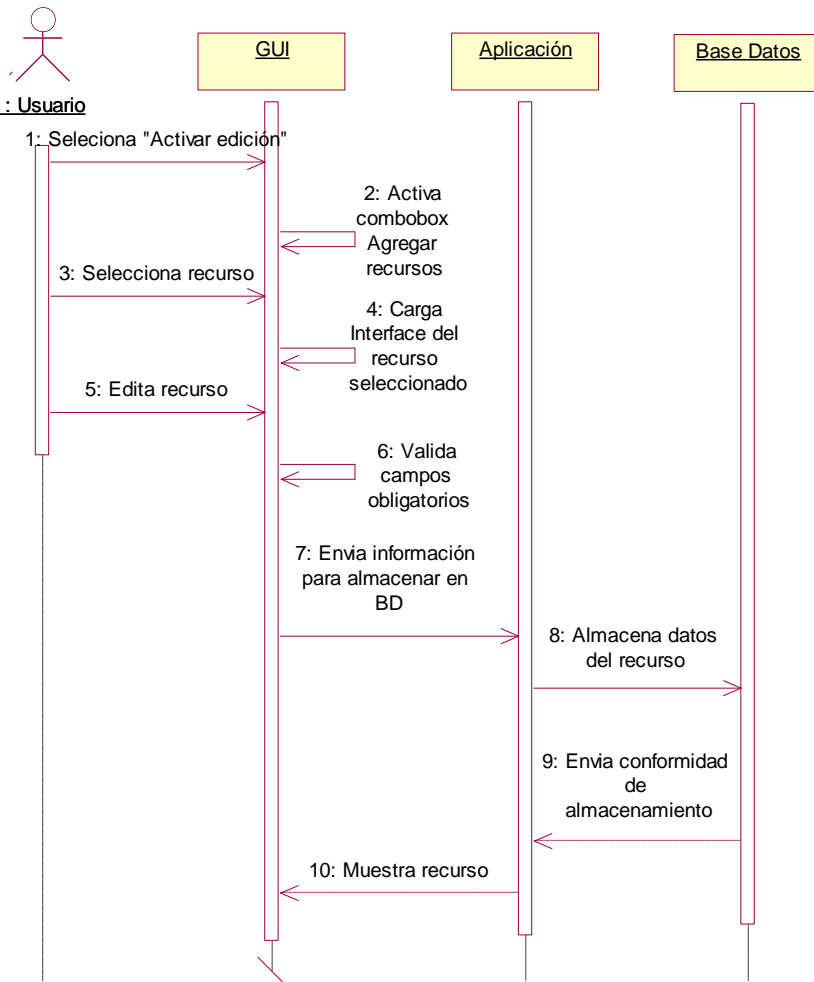 GUI
Aplicación
Base Datos
: Usuario
1: Seleciona "Activar edición"
2: Activa
combobox
Agregar
recursos
3: Selecciona recurso
4: Carga
Interface del
recurso
seleccionado
5: Edita recurso
6: Valida
campos
obligatorios
7: Envia información
para almacenar en
BD
8: Almacena datos
del recurso
9: Envia conformidad
de
almacenamiento
10: Muestra recurso